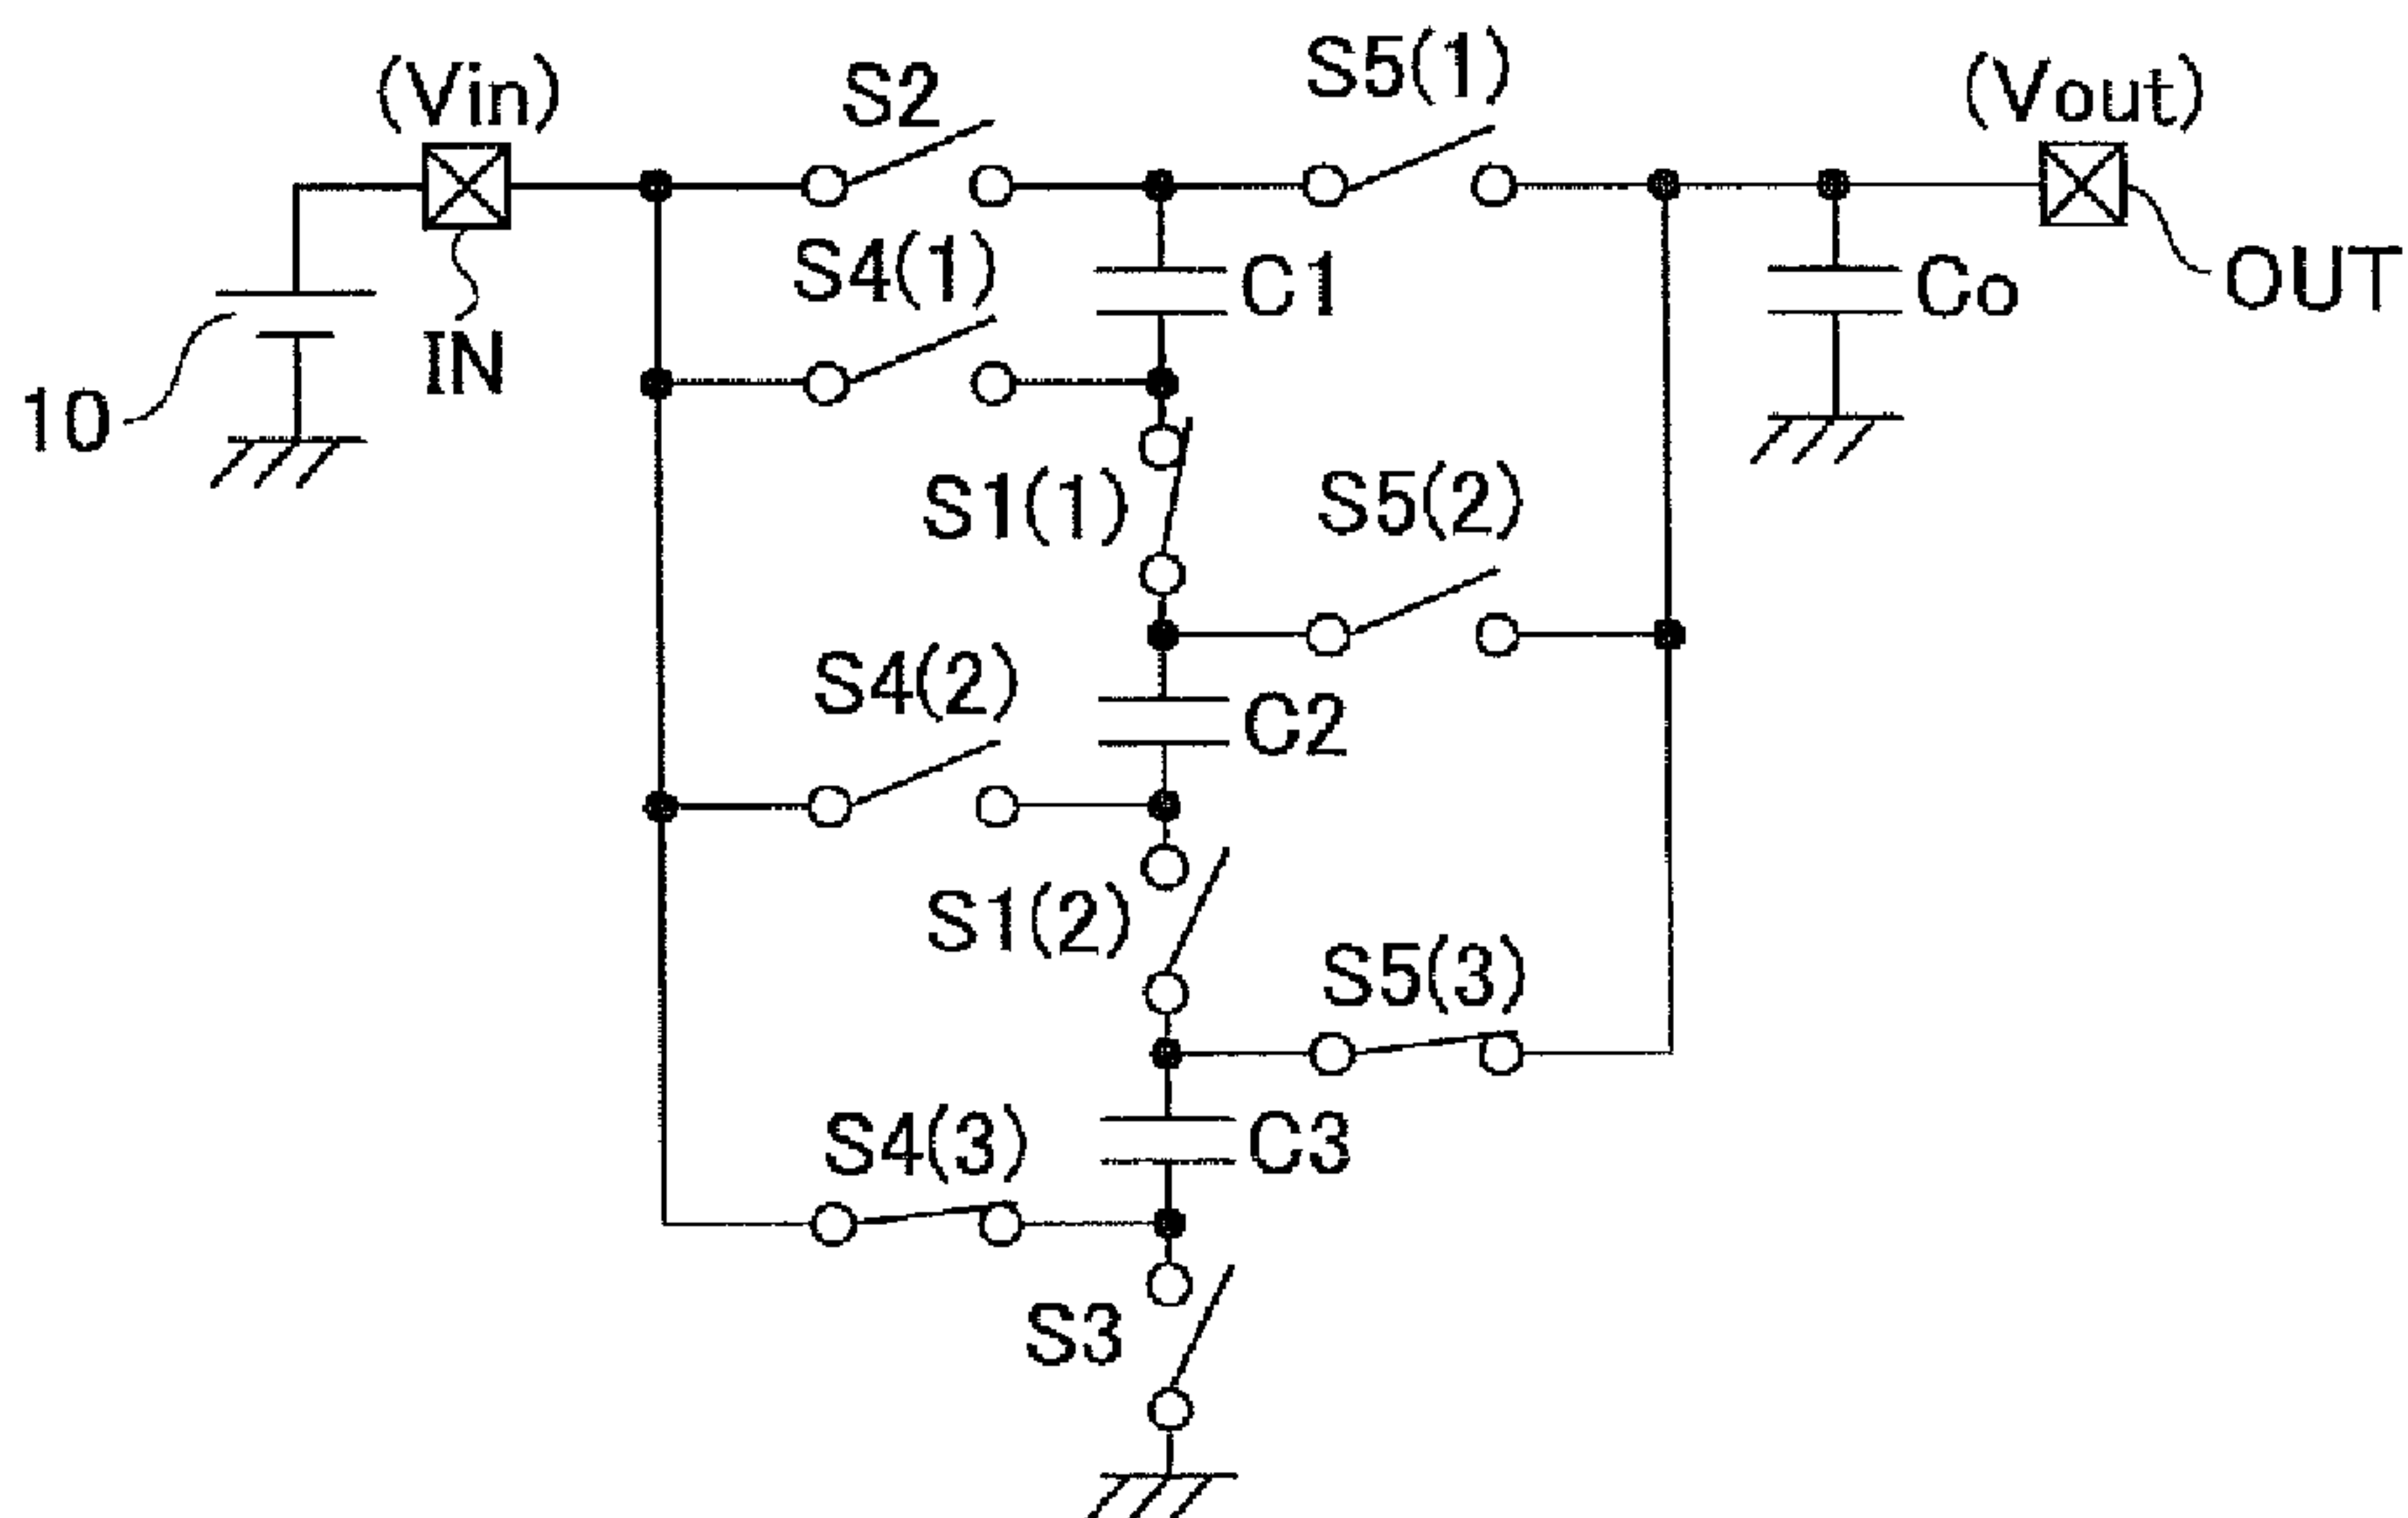 (Vin)
S2
S5(1)
(Vout)
S4(1)
C1
Co
OUT
IN
10
S1(1)
S5(2)
S4(2)
C2
S1(2)
S5(3)
S4(3)
C3
S3